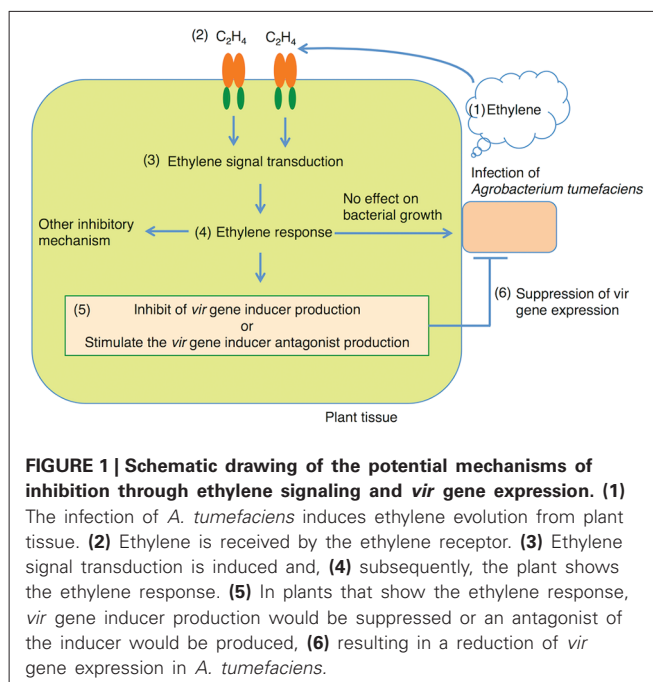 (2) C₂H₄ C₂H₄
(1) Ethylene
(3) Ethylene signal transduction
Infection of
Agrobacterium tumefaciens
No effect on
bacterial growth
Other inhibitory
mechanism
(4) Ethylene response
(5) Inhibit of vir gene inducer production
or
Stimulate the vir gene inducer antagonist production
(6) Suppression of vir
gene expression
Plant tissue
FIGURE 1 | Schematic drawing of the potential mechanisms of
inhibition through ethylene signaling and vir gene expression. (1)
The infection of A. tumefaciens induces ethylene evolution from plant
tissue. (2) Ethylene is received by the ethylene receptor. (3) Ethylene
signal transduction is induced and, (4) subsequently, the plant shows
the ethylene response. (5) In plants that show the ethylene response,
vir gene inducer production would be suppressed or an antagonist of
the inducer would be produced, (6) resulting in a reduction of vir
gene expression in A. tumefaciens.